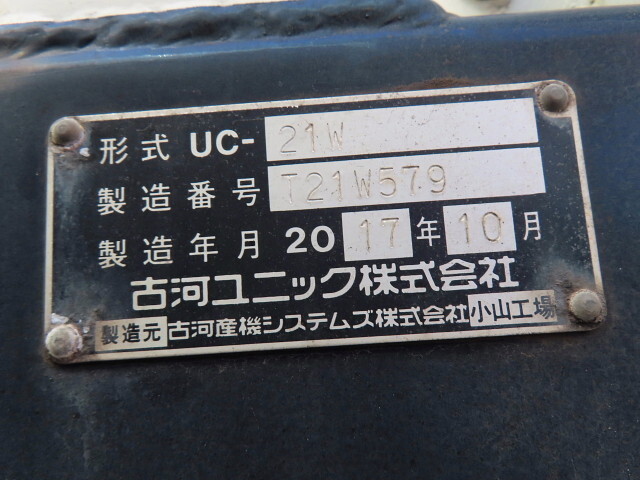 形式 UC-21W
製造番号 T21W579
製造年月 2017年10月
古河ユニック株式会社
製造元 古河産機システムズ株式会社小山工場